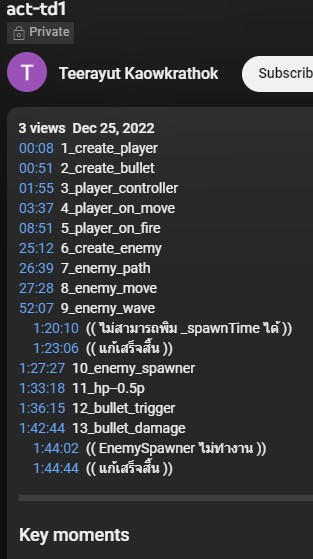 act-td1
Private
T
Teerayut Kaowkrathok
Subscrib
3 views Dec 25, 2022
00:08 1_create_player
00:51 2_create_bullet
01:55 3_player_controller
03:37 4_player_on_move
08:51 5_player_on_fire
25:12 6_create_enemy
26:39 7_enemy_path
27:28 8_enemy_move
52:07 9_enemy_wave
1:20:10 (( ไม่สามารถพิม _spawnTime ได้ ))
1:23:06 (( แก้เสร็จสิ้น ))
1:27:27 10_enemy_spawner
1:33:18 11_hp--0.5p
1:36:15 12_bullet_trigger
1:42:44 13_bullet_damage
1:44:02 (( EnemySpawner ไม่ทำงาน ))
1:44:44 (( แก้เสร็จสิ้น ))
Key moments